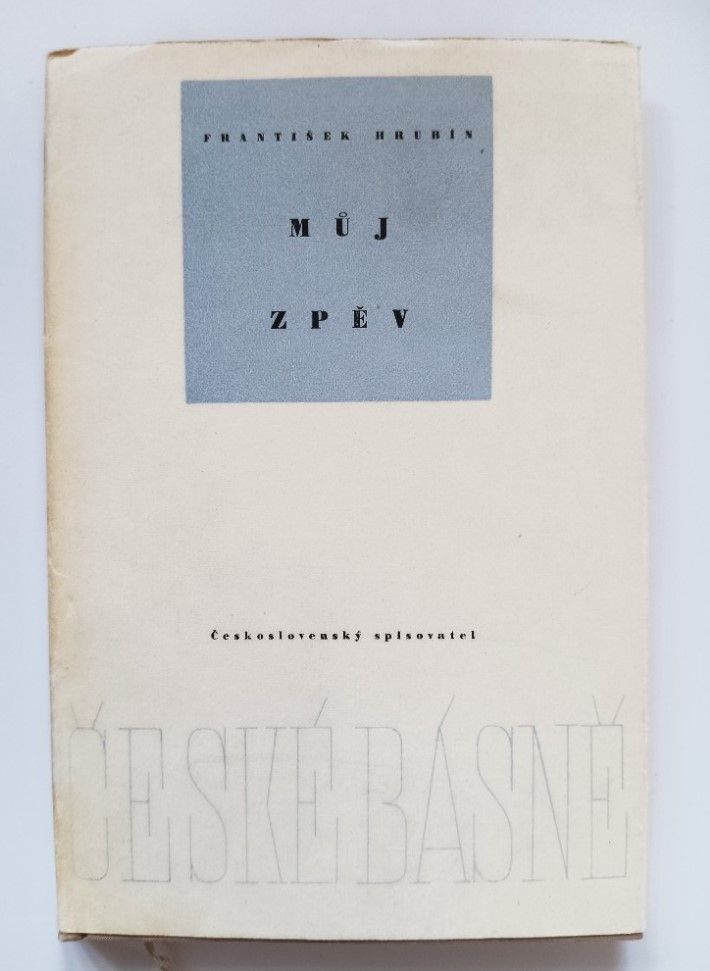 FRANTIŠEK HRUBÍN
MŮJ
ZPĚV
Československý spisovatel
ČESKÉ BÁSNĚ